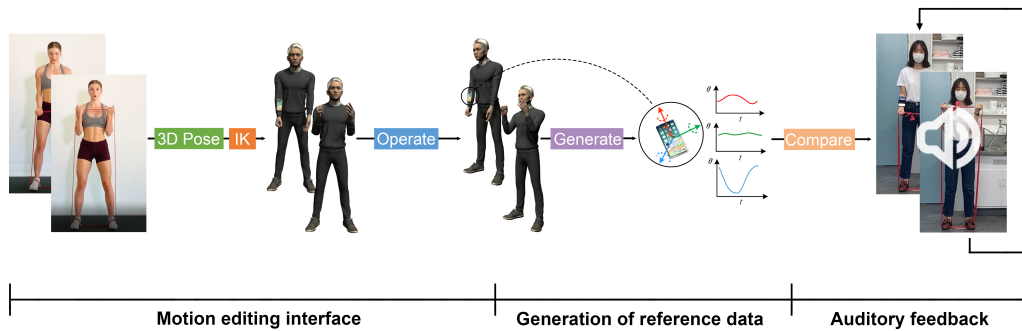 3D Pose
IK
Operate
Generate
θ
t
θ
t
θ
t
Compare
Motion editing interface
Generation of reference data
Auditory feedback